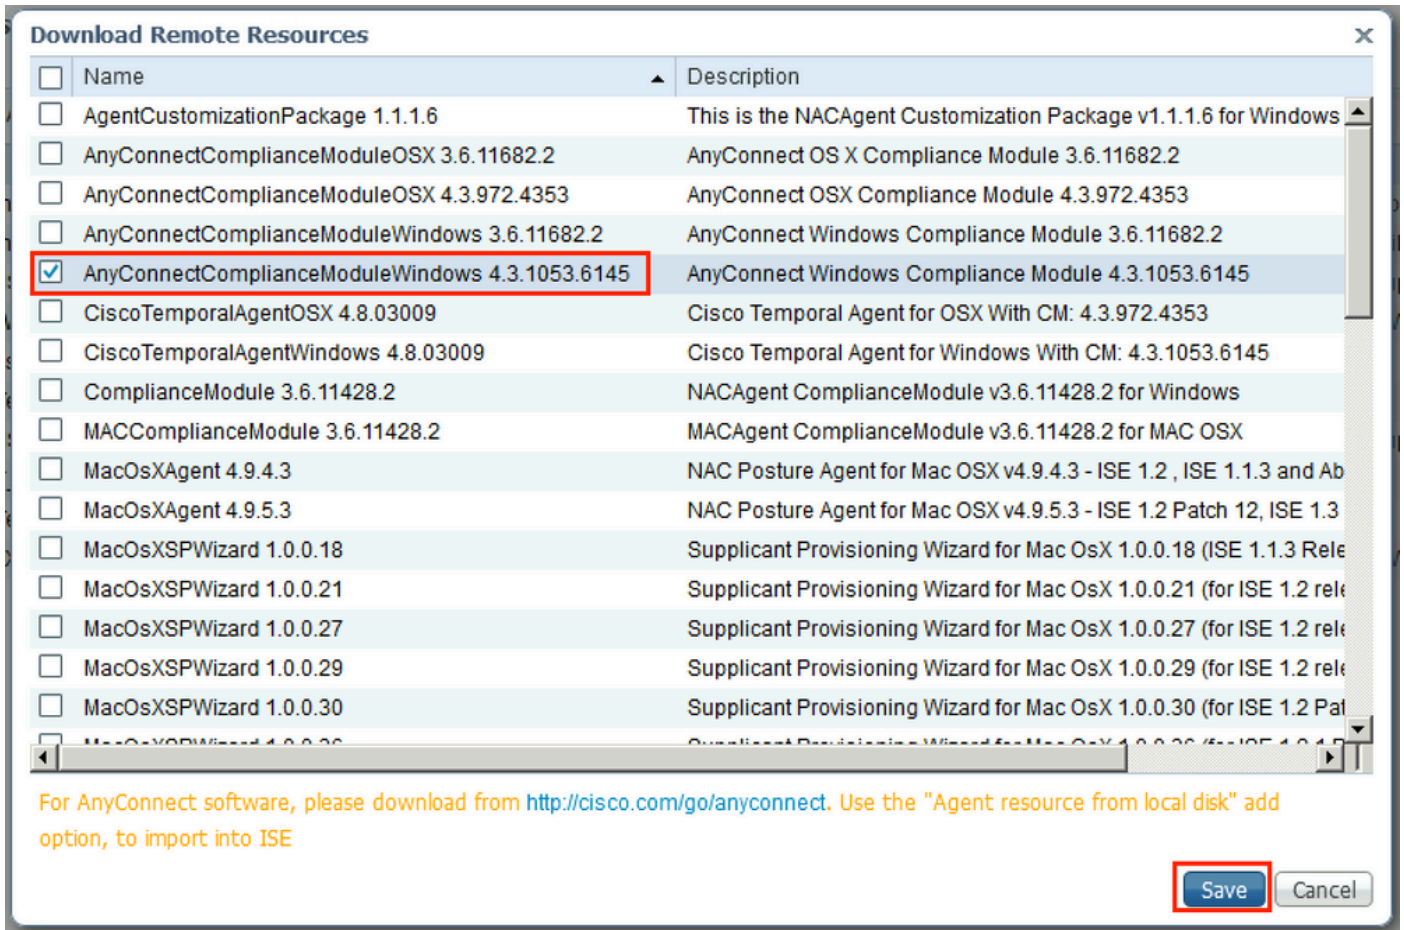 Download Remote Resources
Name Description
AgentCustomizationPackage 1.1.1.6 This is the NACAgent Customization Package v1.1.1.6 for Windows
AnyConnectComplianceModuleOSX 3.6.11682.2 AnyConnect OS X Compliance Module 3.6.11682.2
AnyConnectComplianceModuleOSX 4.3.972.4353 AnyConnect OSX Compliance Module 4.3.972.4353
AnyConnectComplianceModuleWindows 3.6.11682.2 AnyConnect Windows Compliance Module 3.6.11682.2
AnyConnectComplianceModuleWindows 4.3.1053.6145 AnyConnect Windows Compliance Module 4.3.1053.6145
CiscoTemporalAgentOSX 4.8.03009 Cisco Temporal Agent for OSX With CM: 4.3.972.4353
CiscoTemporalAgentWindows 4.8.03009 Cisco Temporal Agent for Windows With CM: 4.3.1053.6145
ComplianceModule 3.6.11428.2 NACAgent ComplianceModule v3.6.11428.2 for Windows
MACComplianceModule 3.6.11428.2 MACAgent ComplianceModule v3.6.11428.2 for MAC OSX
MacOsXAgent 4.9.4.3 NAC Posture Agent for Mac OSX v4.9.4.3 - ISE 1.2 , ISE 1.1.3 and Ab
MacOsXAgent 4.9.5.3 NAC Posture Agent for Mac OSX v4.9.5.3 - ISE 1.2 Patch 12, ISE 1.3
MacOsXSPWizard 1.0.0.18 Supplicant Provisioning Wizard for Mac OsX 1.0.0.18 (ISE 1.1.3 Rele
MacOsXSPWizard 1.0.0.21 Supplicant Provisioning Wizard for Mac OsX 1.0.0.21 (for ISE 1.2 rele
MacOsXSPWizard 1.0.0.27 Supplicant Provisioning Wizard for Mac OsX 1.0.0.27 (for ISE 1.2 rele
MacOsXSPWizard 1.0.0.29 Supplicant Provisioning Wizard for Mac OsX 1.0.0.29 (for ISE 1.2 rele
MacOsXSPWizard 1.0.0.30 Supplicant Provisioning Wizard for Mac OsX 1.0.0.30 (for ISE 1.2 Pat
For AnyConnect software, please download from http://cisco.com/go/anyconnect. Use the "Agent resource from local disk" add
option, to import into ISE
Save Cancel